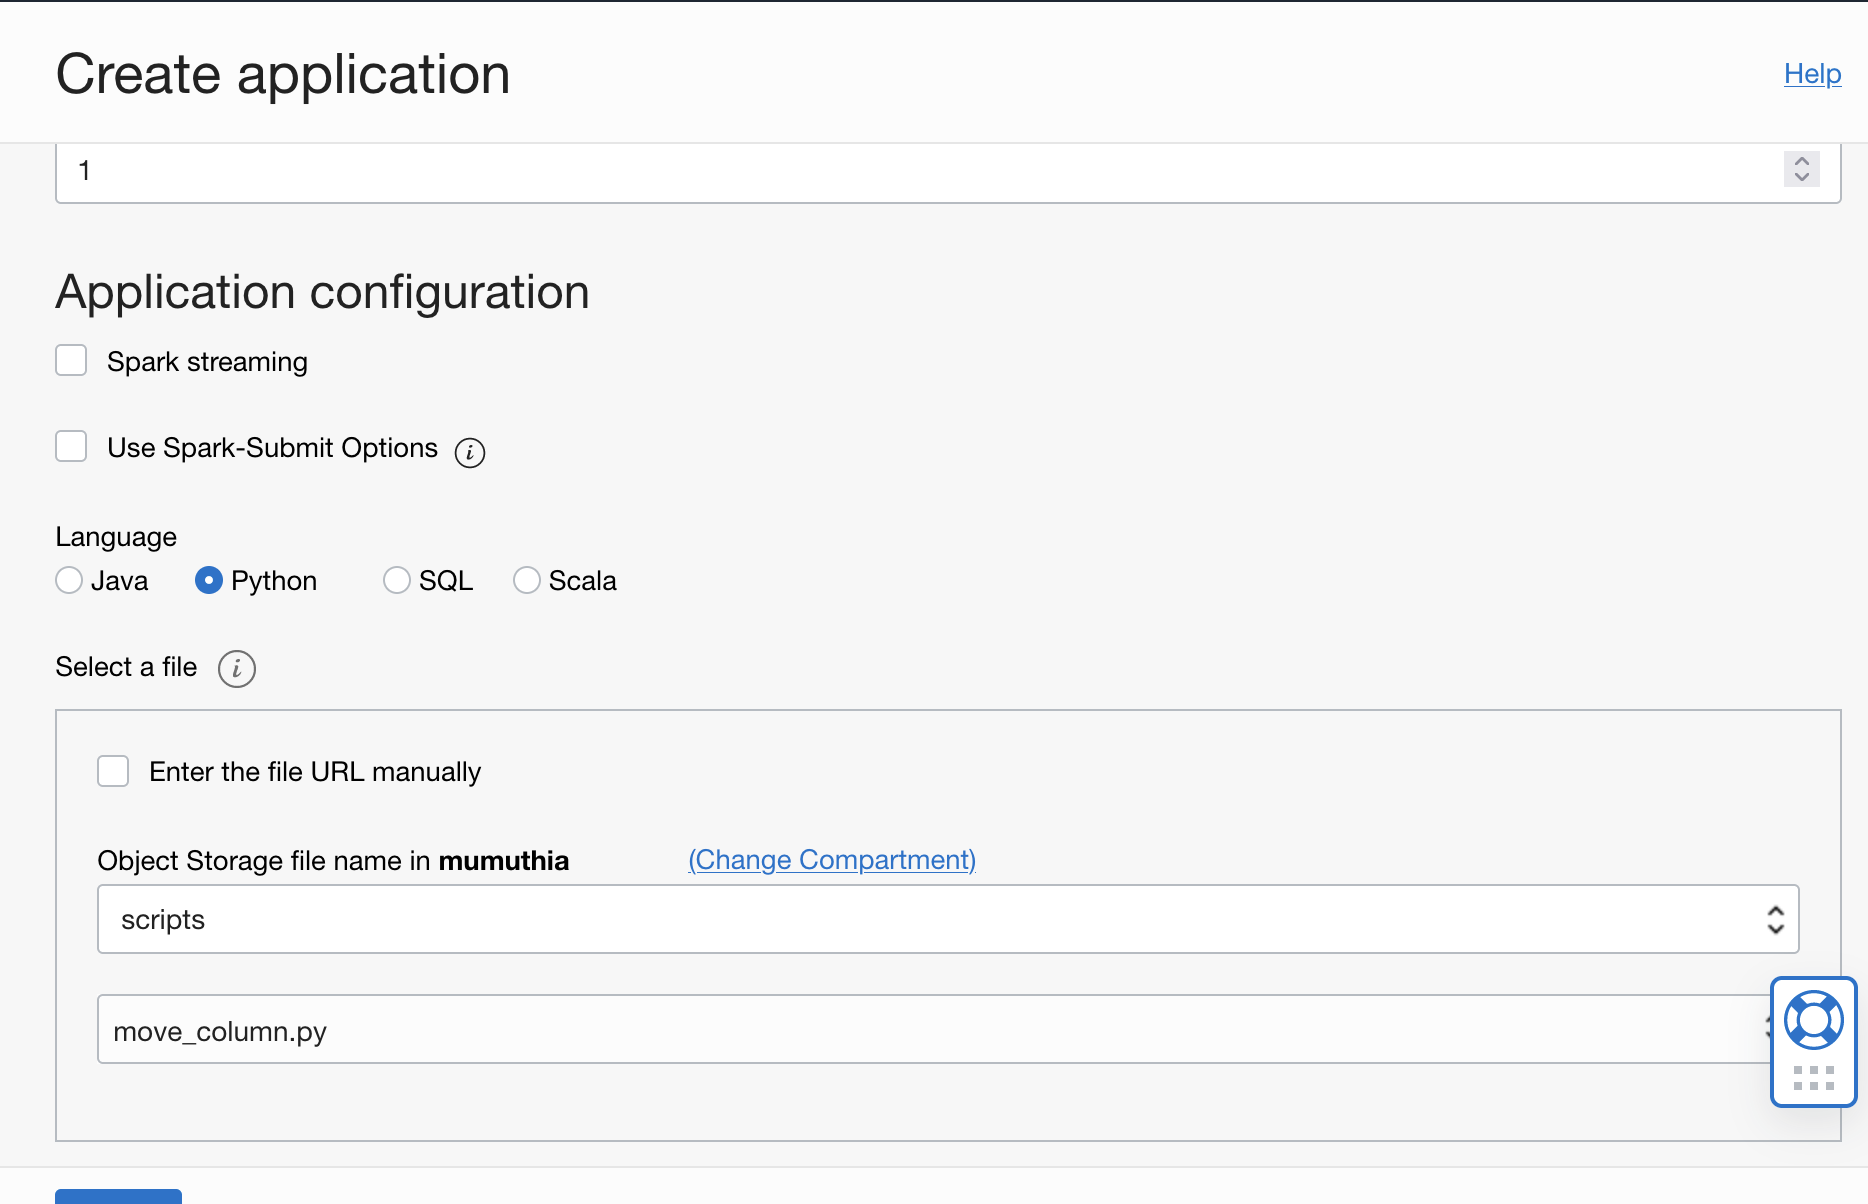 Create application
Help
1
Application configuration
Spark streaming
Use Spark-Submit Options i
Language
Java Python SQL Scala
Select a file i
Enter the file URL manually
Object Storage file name in mumuthia (Change Compartment)
scripts
move_column.py